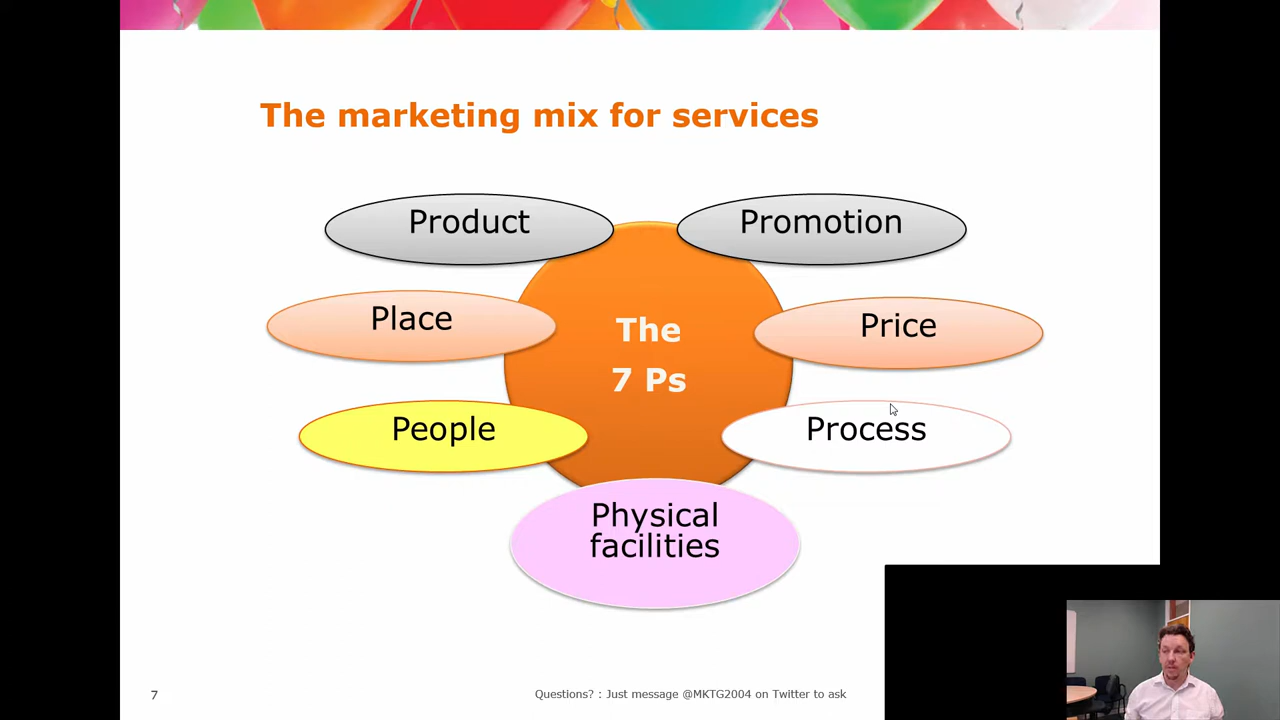 The marketing mix for services
Product
Promotion
Place
The
7 Ps
Price
People
Process
Physical
facilities
7
Questions? : Just message @MKTG2004 on Twitter to ask